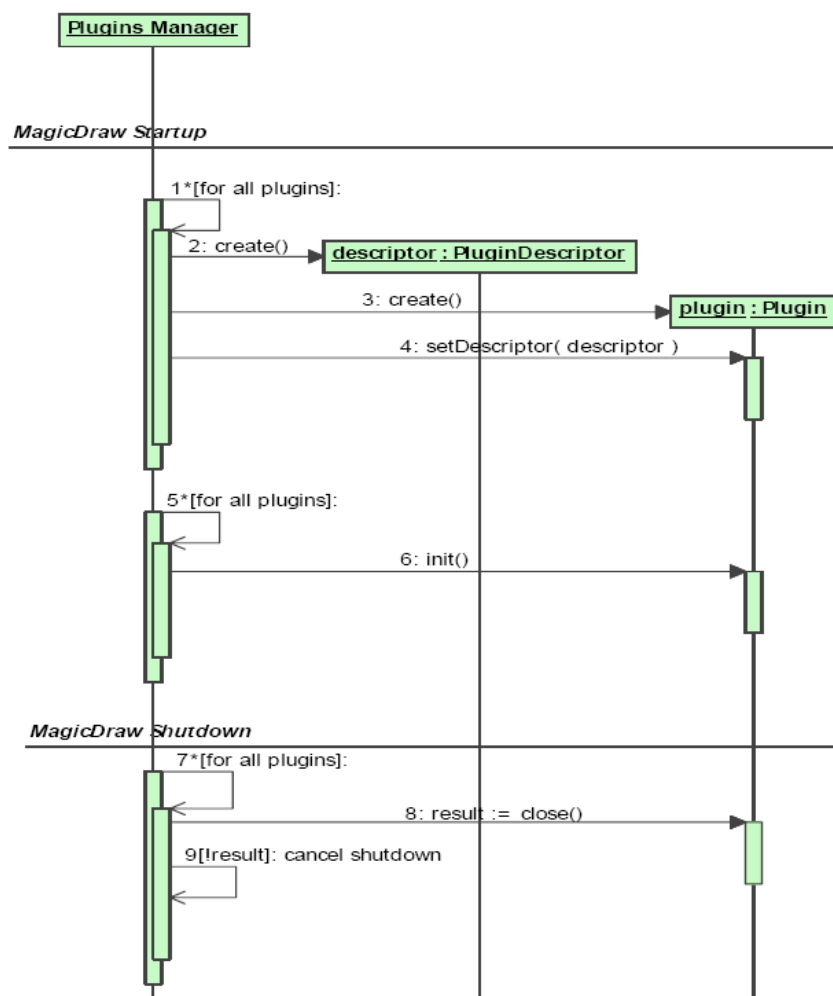 Plugins Manager
MagicDraw Startup
1*[for all plugins]:
2: create()
descriptor : PluginDescriptor
3: create()
plugin : Plugin
4: setDescriptor( descriptor )
5*[for all plugins]:
6: init()
MagicDraw Shutdown
7*[for all plugins]:
8: result := close()
9[!result]: cancel shutdown